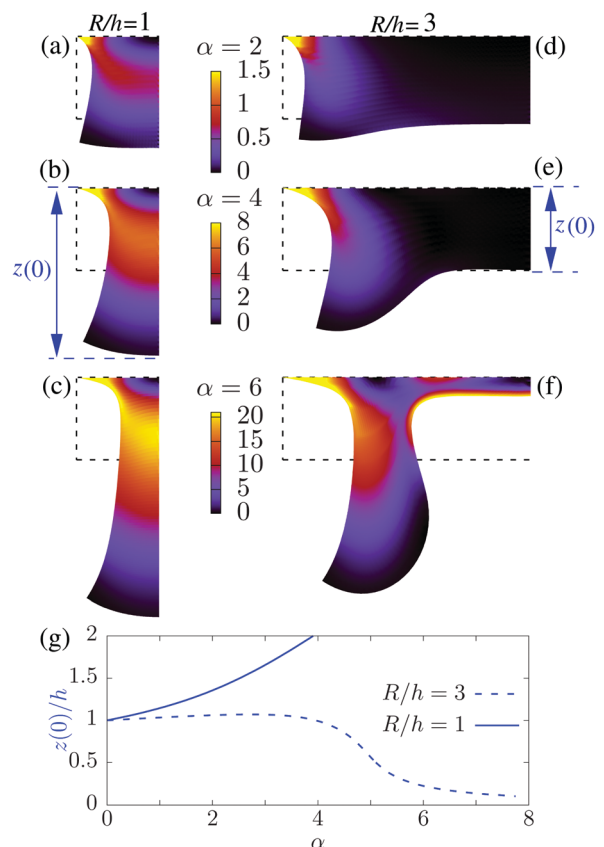 R/h=1 R/h= 3
(a) α = 2 (d)
1.5
1
0.5
0
(b) α = 4 (e)
8
6
4
2
0
z(0) z(0)
(c) α = 6 (f)
20
15
10
5
0
(g)
2
1.5
1
0.5
0
z(0)/h
R/h = 3
R/h = 1
0 2 4 6 8
α